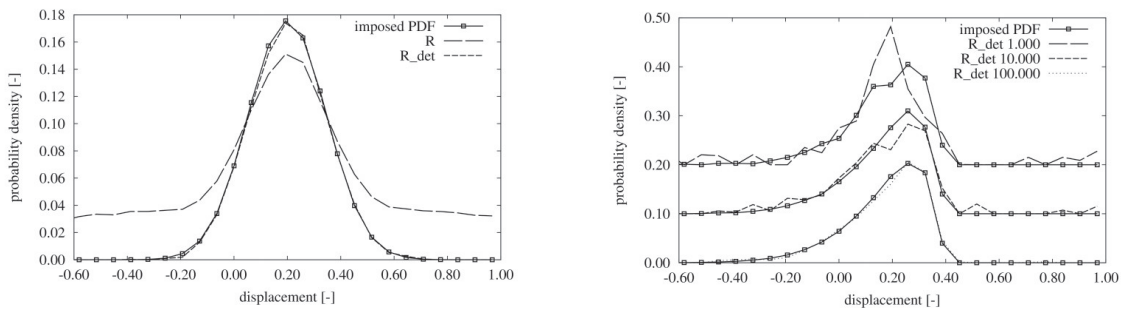 0.18
0.16
0.14
0.12
0.10
0.08
0.06
0.04
0.02
0.00
probability density [-]
imposed PDF
R
R_det
-0.60 -0.40 -0.20 0.00 0.20 0.40 0.60 0.80 1.00
displacement [-]
0.50
0.40
0.30
0.20
0.10
0.00
probability density [-]
imposed PDF
R_det 1.000
R_det 10.000
R_det 100.000
-0.60 -0.40 -0.20 0.00 0.20 0.40 0.60 0.80 1.00
displacement [-]